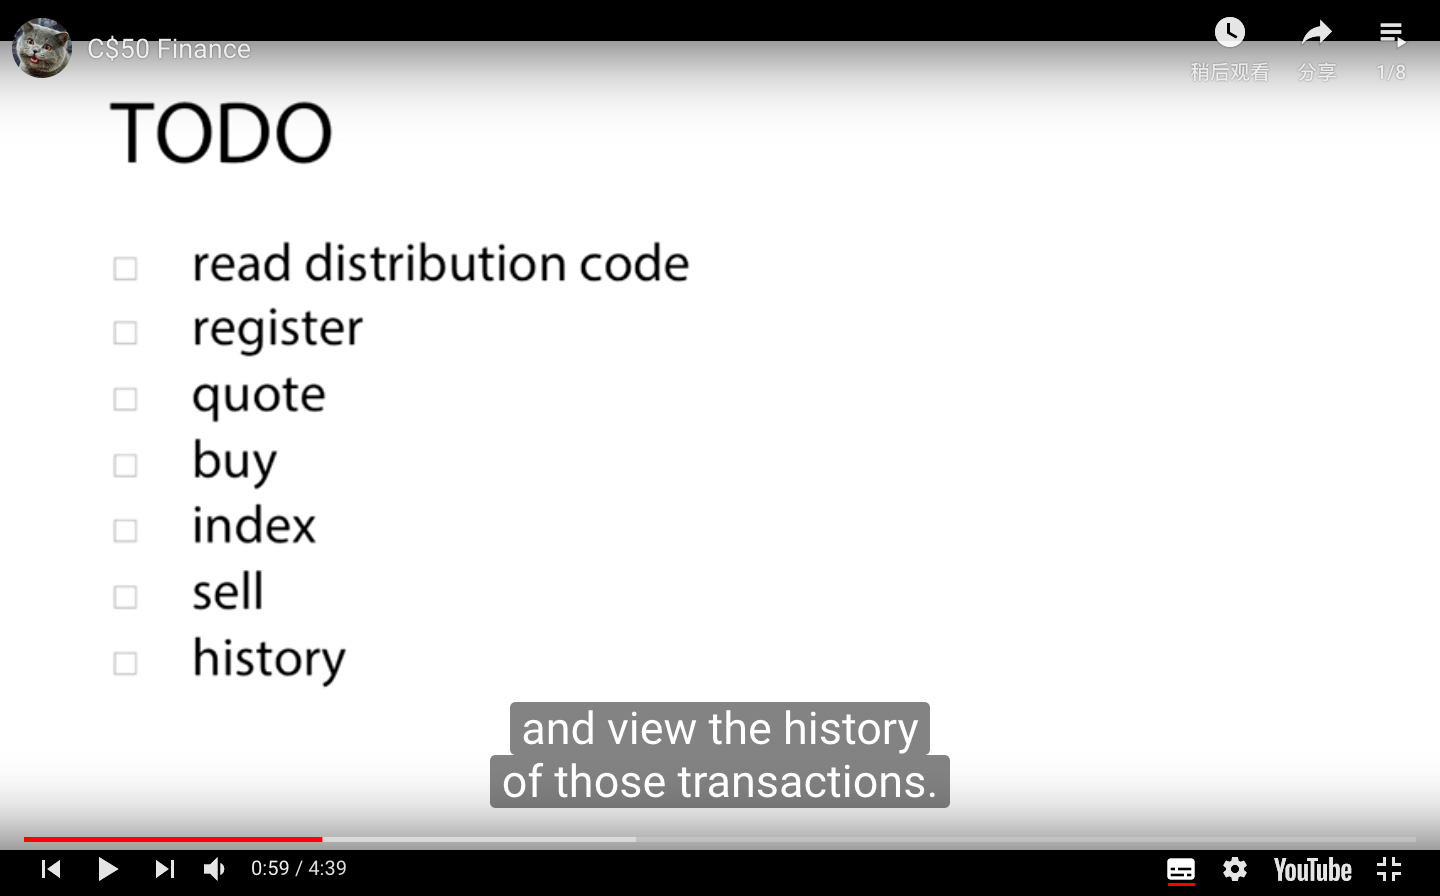 C$50 Finance
稍后观看
分享
1/8
TODO
read distribution code
register
quote
buy
index
sell
history
and view the history
of those transactions.
0:59 / 4:39
YouTube